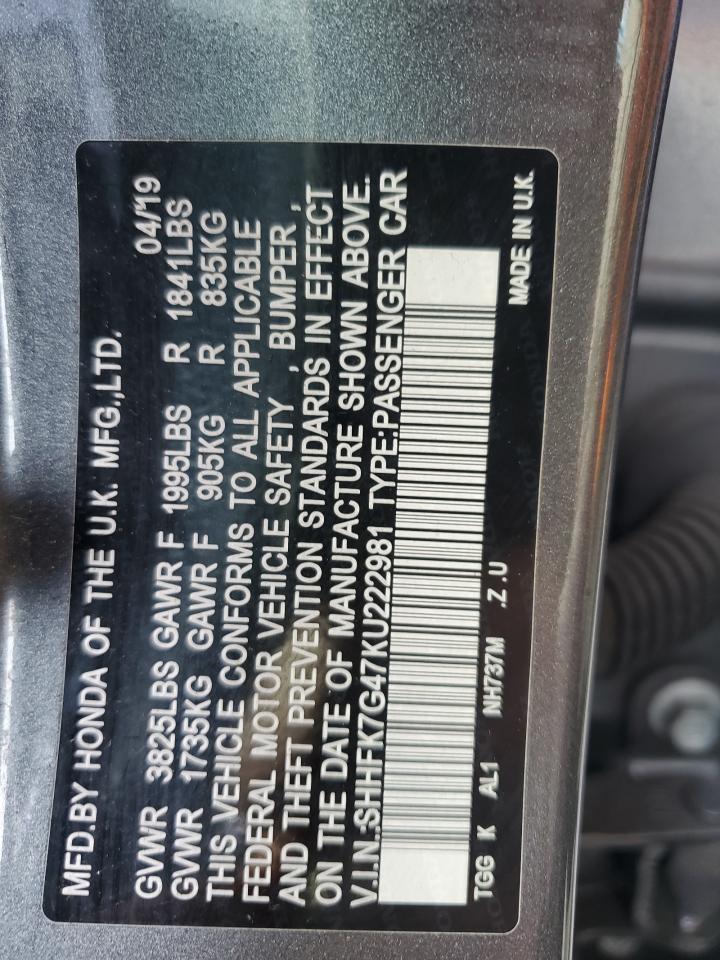 MFD.BY HONDA OF THE U.K. MFG.,LTD.
04/'19
GVWR 3825LBS GAWR F 1995LBS R 1841LBS
GVWR 1735KG GAWR F 905KG R 835KG
THIS VEHICLE CONFORMS TO ALL APPLICABLE
FEDERAL MOTOR VEHICLE SAFETY , BUMPER ,
AND THEFT PREVENTION STANDARDS IN EFFECT
ON THE DATE OF MANUFACTURE SHOWN ABOVE.
V.I.N.:SHHFK7G47KU222981 TYPE:PASSENGER CAR
TGG K AL1 NH737M .Z .U MADE IN U.K.